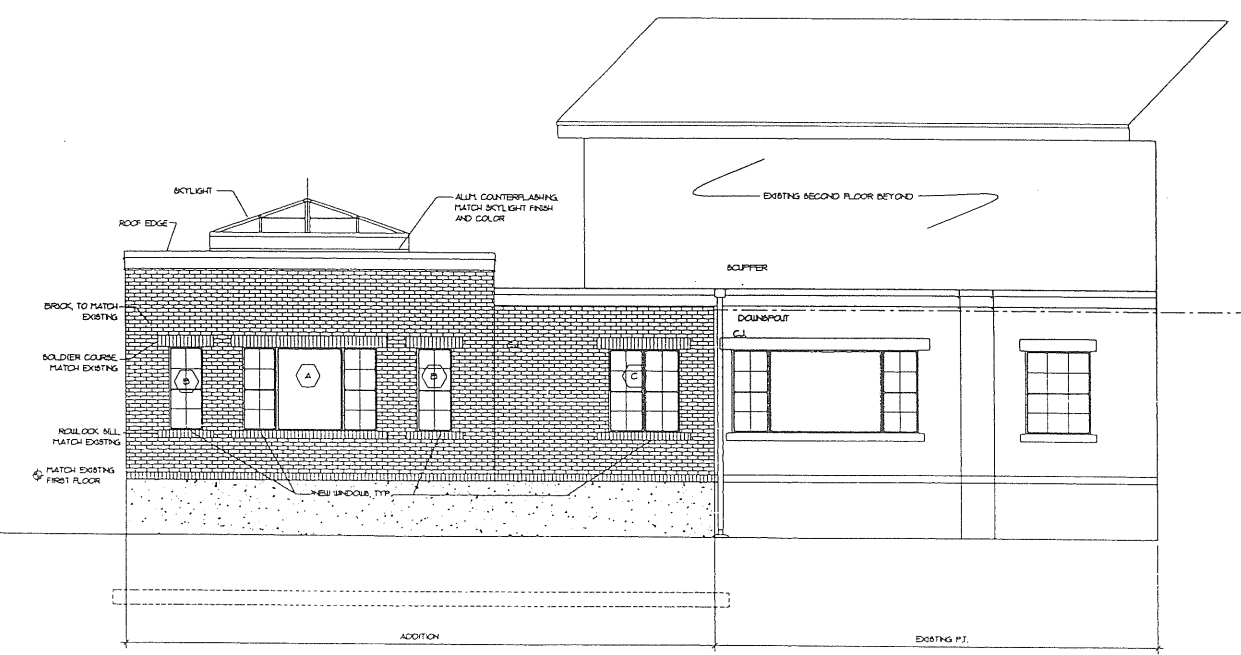 SKYLIGHT
ALUM. COUNTERFLASHING
MATCH SKYLIGHT FINISH
AND COLOR
EXISTING SECOND FLOOR BEYOND
ROOF EDGE
SCUPPER
BRICK, TO MATCH
EXISTING
DOWNSPOUT
C.I.
SOLDIER COURSE,
MATCH EXISTING
B
A
B
C
ROWLOCK SILL
MATCH EXISTING
MATCH EXISTING
FIRST FLOOR
NEW WINDOWS, TYP.
ADDITION
EXISTING P.T.